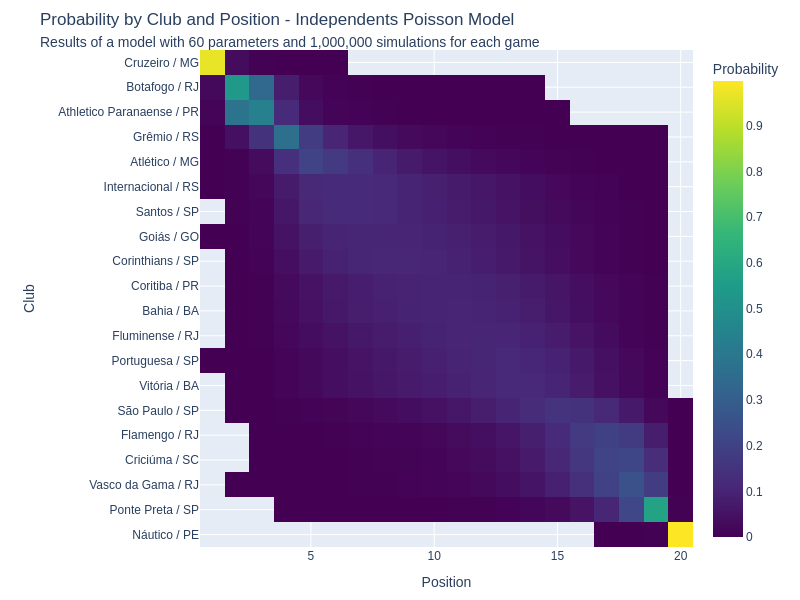 Probability by Club and Position - Independents Poisson Model
Results of a model with 60 parameters and 1,000,000 simulations for each game
Probability
Cruzeiro / MG
Botafogo / RJ
Athletico Paranaense / PR
Grêmio / RS
Atlético / MG
Internacional / RS
Santos / SP
Goiás / GO
Corinthians / SP
Coritiba / PR
Bahia / BA
Fluminense / RJ
Portuguesa / SP
Vitória / BA
São Paulo / SP
Flamengo / RJ
Criciúma / SC
Vasco da Gama / RJ
Ponte Preta / SP
Náutico / PE
Club
5
10
15
20
Position
0.9
0.8
0.7
0.6
0.5
0.4
0.3
0.2
0.1
0